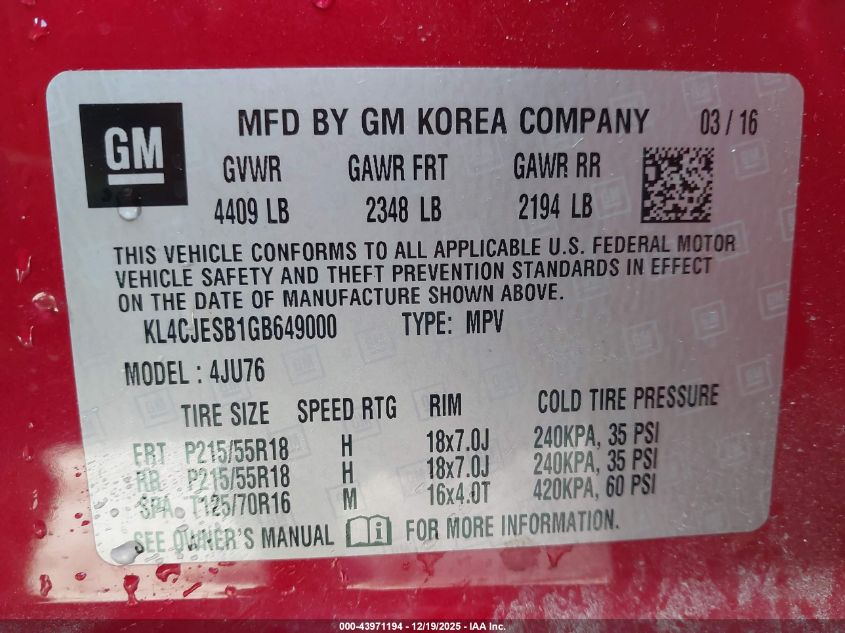 GM
MFD BY GM KOREA COMPANY 03 / 16
GVWR GAWR FRT GAWR RR
4409 LB 2348 LB 2194 LB
THIS VEHICLE CONFORMS TO ALL APPLICABLE U.S. FEDERAL MOTOR
VEHICLE SAFETY AND THEFT PREVENTION STANDARDS IN EFFECT
ON THE DATE OF MANUFACTURE SHOWN ABOVE.
KL4CJESB1GB649000 TYPE: MPV
MODEL : 4JU76
TIRE SIZE SPEED RTG RIM COLD TIRE PRESSURE
FRT P215/55R18 H 18x7.0J 240KPA, 35 PSI
RR P215/55R18 H 18x7.0J 240KPA, 35 PSI
SPA T125/70R16 M 16x4.0T 420KPA, 60 PSI
SEE OWNER'S MANUAL FOR MORE INFORMATION.
000-43971194 - 12/19/2025 - IAA Inc.